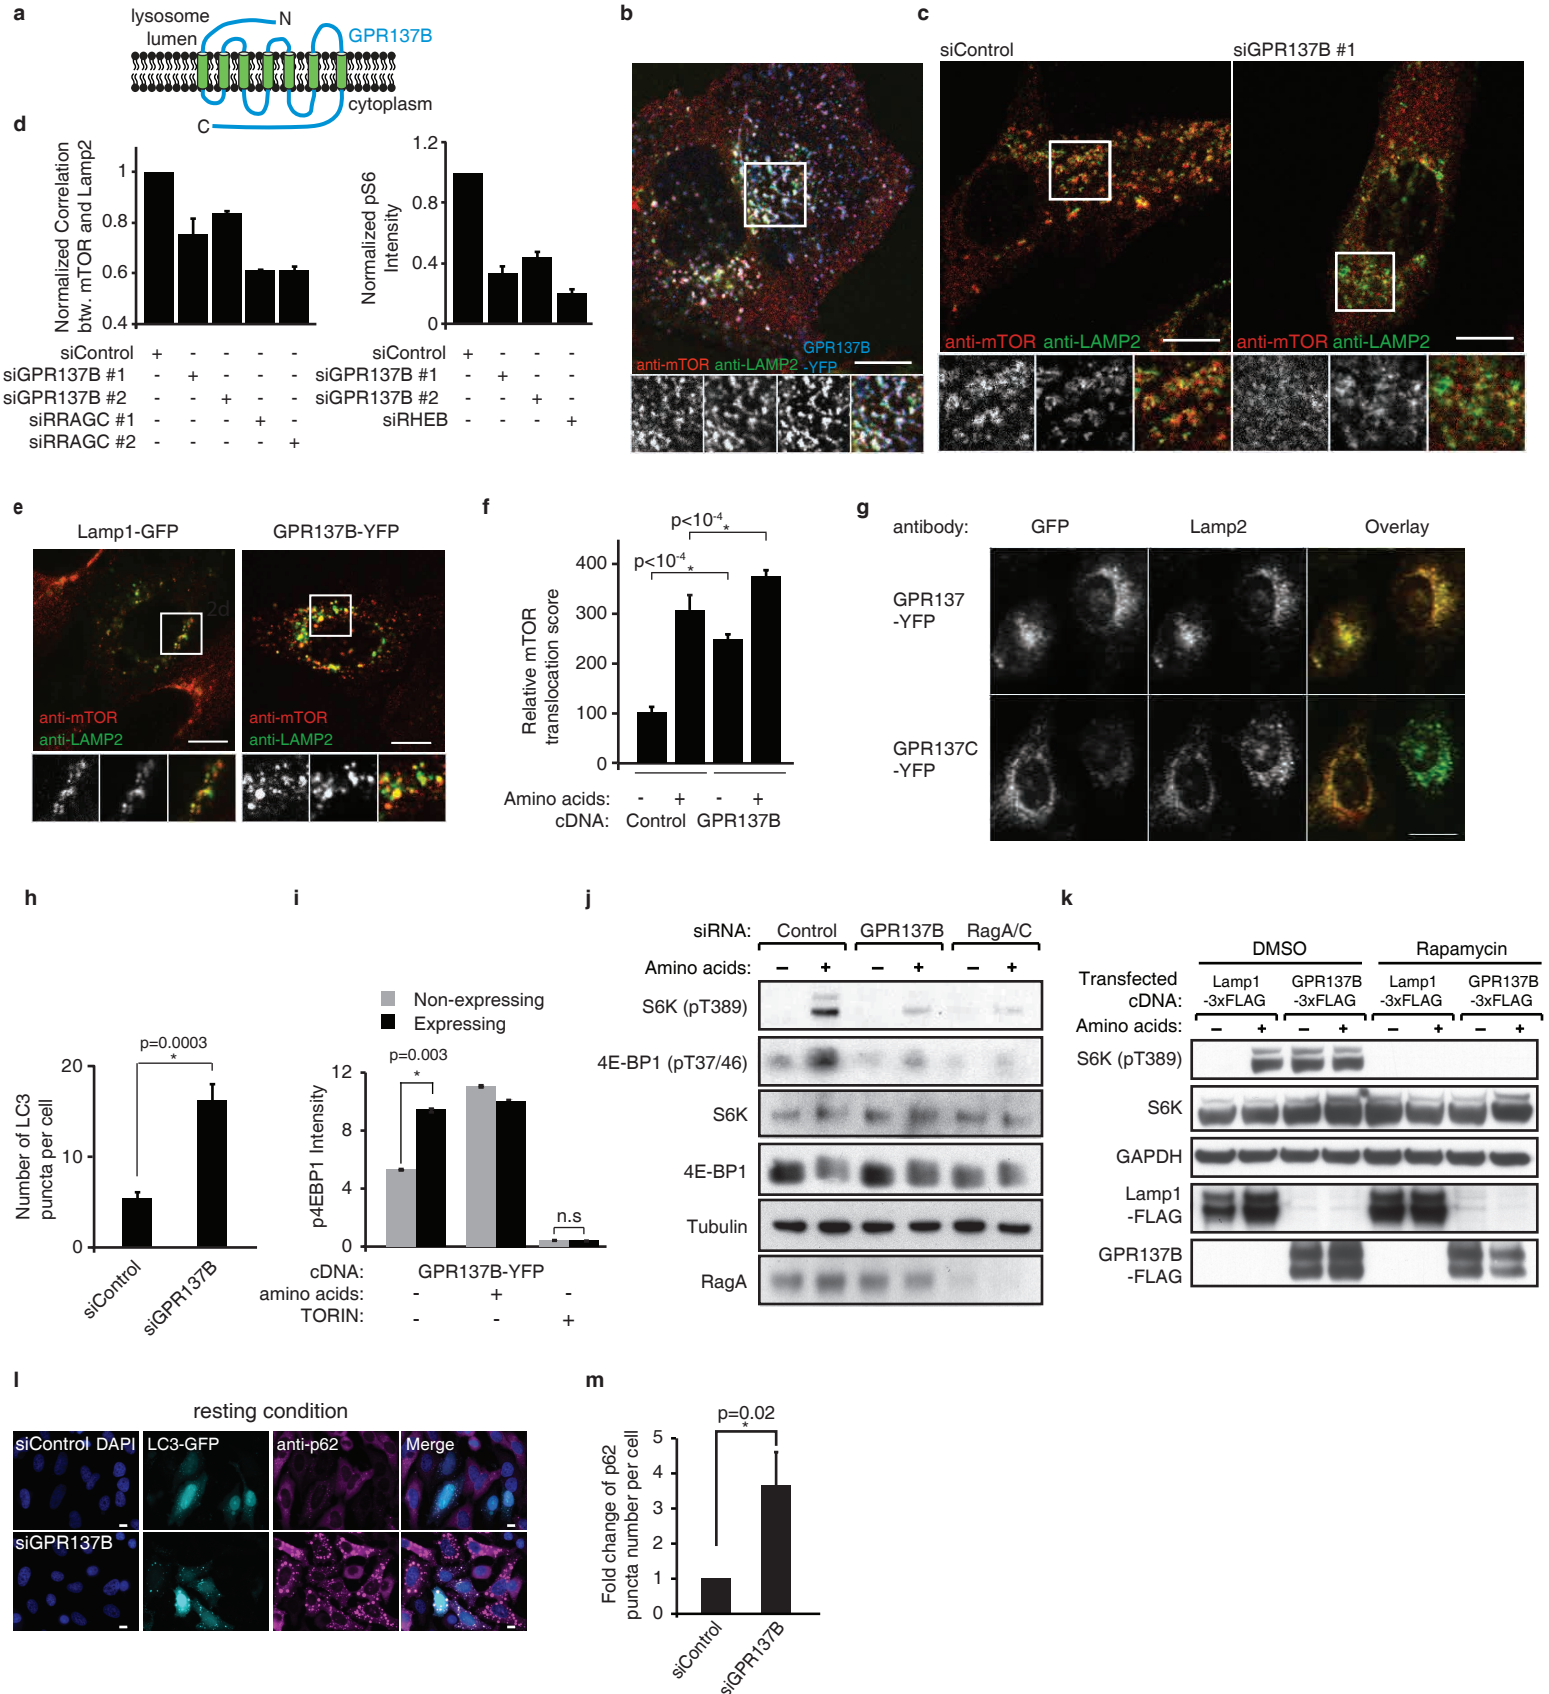 a
lysosome
lumen
N
GPR137B
cytoplasm
C
b
anti-mTOR anti-LAMP2
GPR137B
-YFP
c
siControl
siGPR137B #1
anti-mTOR anti-LAMP2
anti-mTOR anti-LAMP2
d
Normalized Correlation
btw. mTOR and Lamp2
1
0.8
0.6
0.4
siControl + - - - -
siGPR137B #1 - + - - -
siGPR137B #2 - - + - -
siRRAGC #1 - - - + -
siRRAGC #2 - - - - +
Normalized pS6
Intensity
1.2
0.8
0.4
0
siControl + - - -
siGPR137B #1 - + - -
siGPR137B #2 - - + -
siRHEB - - - +
e
Lamp1-GFP
GPR137B-YFP
2d
anti-mTOR
anti-LAMP2
anti-mTOR
anti-LAMP2
f
p<10-4
*
p<10-4
*
Relative mTOR
translocation score
400
300
200
100
0
Amino acids: - + - +
cDNA: Control GPR137B
g
antibody: GFP Lamp2 Overlay
GPR137
-YFP
GPR137C
-YFP
h
p=0.0003
*
Number of LC3
puncta per cell
20
10
0
siControl
siGPR137B
i
Non-expressing
Expressing
p=0.003
*
n.s
p4EBP1 Intensity
12
8
4
0
cDNA: GPR137B-YFP
amino acids: - + -
TORIN: - - +
j
siRNA: Control GPR137B RagA/C
Amino acids: − + − + − +
S6K (pT389)
4E-BP1 (pT37/46)
S6K
4E-BP1
Tubulin
RagA
k
DMSO Rapamycin
Transfected
cDNA:
Lamp1
-3xFLAG
GPR137B
-3xFLAG
Lamp1
-3xFLAG
GPR137B
-3xFLAG
Amino acids: − + − + − + − +
S6K (pT389)
S6K
GAPDH
Lamp1
-FLAG
GPR137B
-FLAG
l
resting condition
siControl DAPI LC3-GFP anti-p62 Merge
siGPR137B
m
p=0.02
*
Fold change of p62
puncta number per cell
5
4
3
2
1
0
siControl
siGPR137B